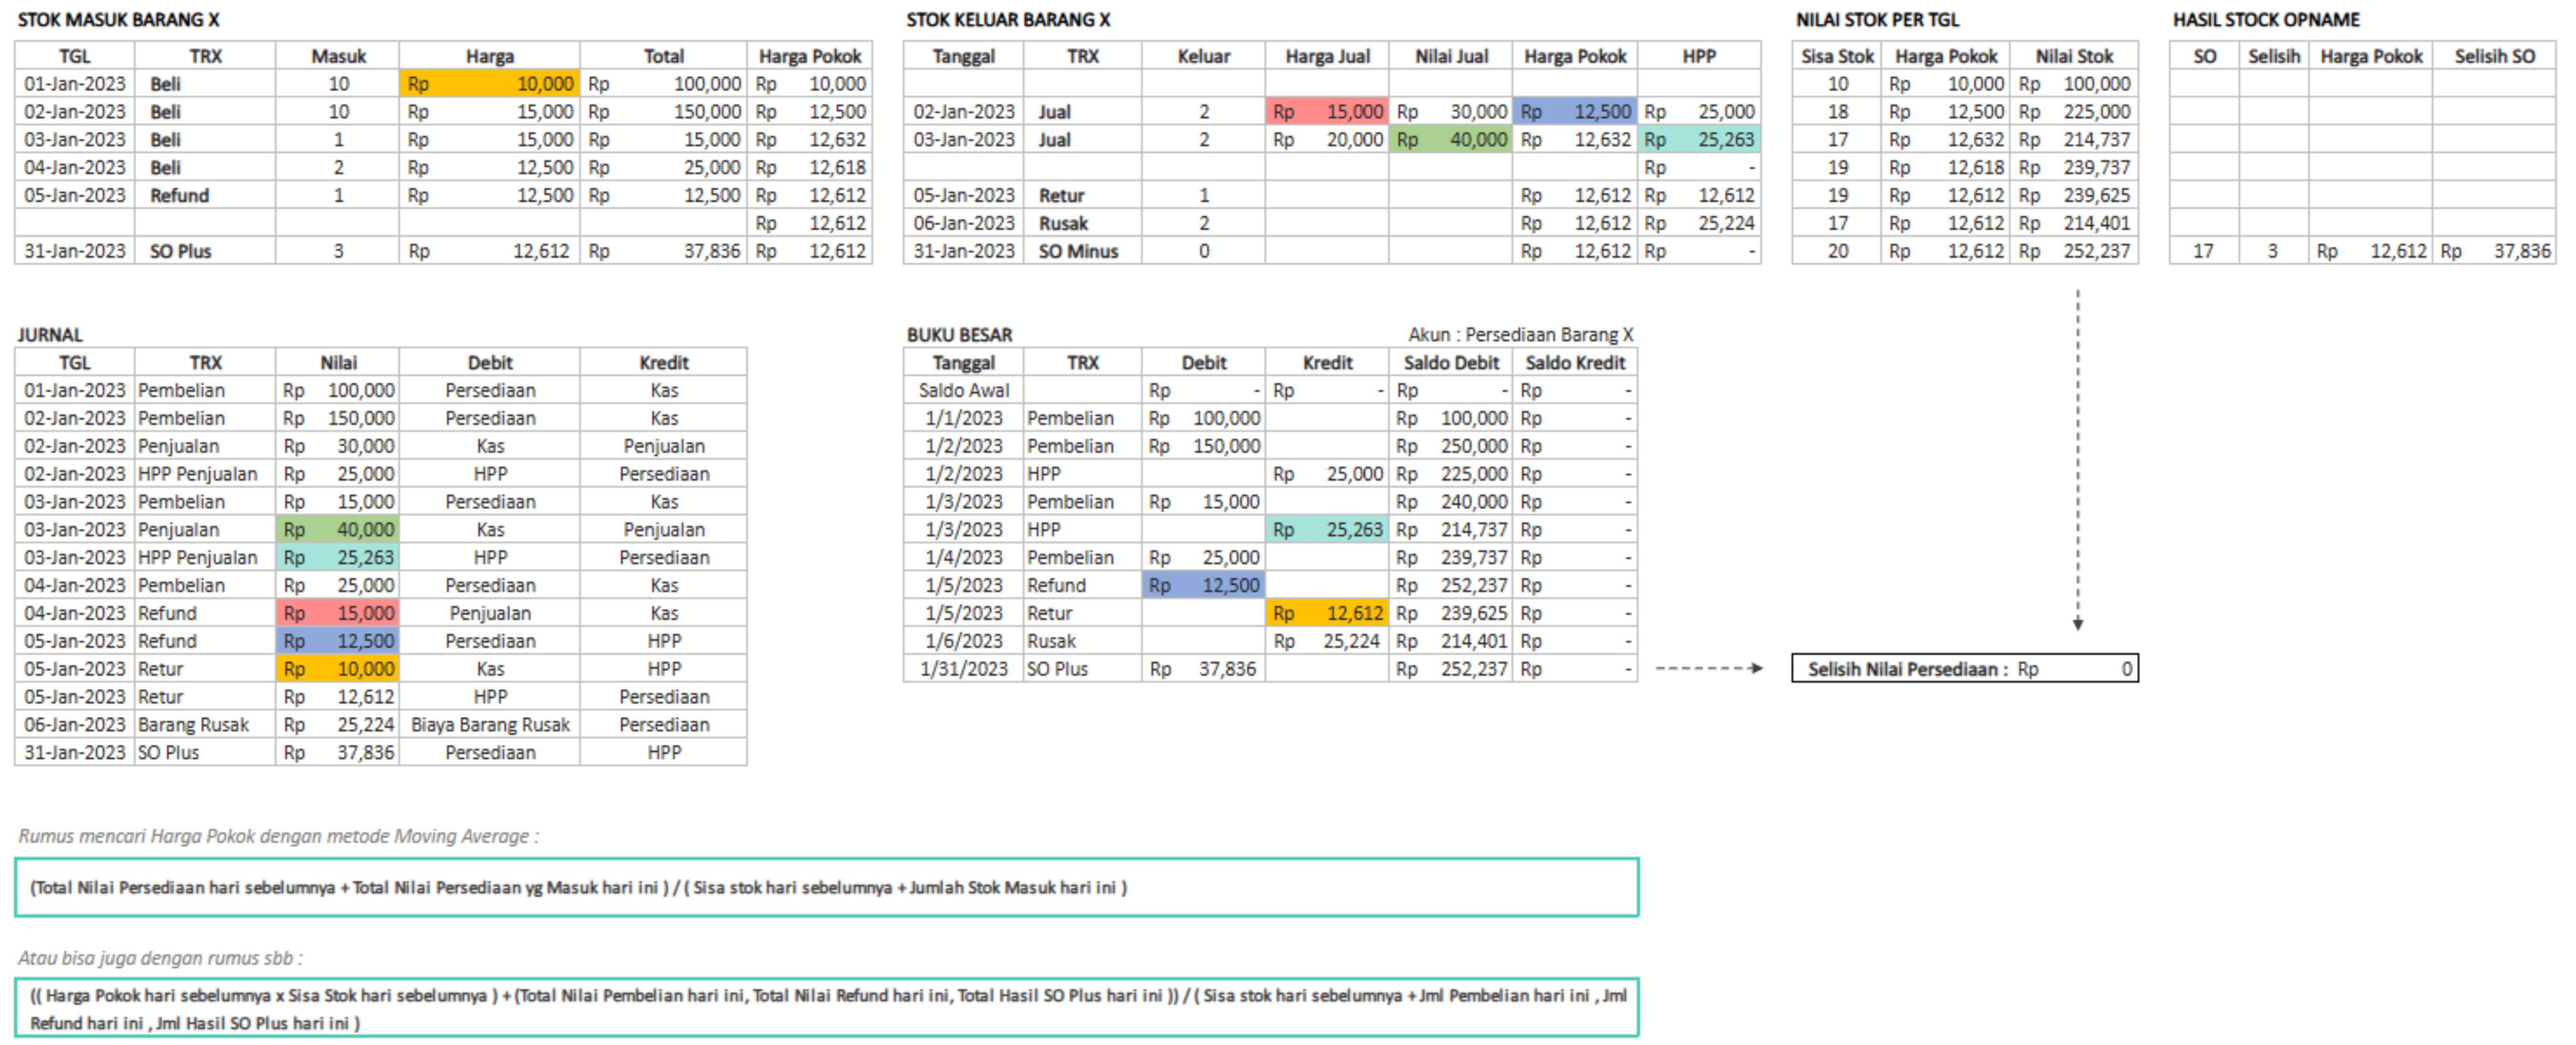 STOK MASUK BARANG X
TGL TRX Masuk Harga Total Harga Pokok
01-Jan-2023 Beli 10 Rp 10,000 Rp 100,000 Rp 10,000
02-Jan-2023 Beli 10 Rp 15,000 Rp 150,000 Rp 12,500
03-Jan-2023 Beli 1 Rp 15,000 Rp 15,000 Rp 12,632
04-Jan-2023 Beli 2 Rp 12,500 Rp 25,000 Rp 12,618
05-Jan-2023 Refund 1 Rp 12,500 Rp 12,500 Rp 12,612
Rp 12,612
31-Jan-2023 SO Plus 3 Rp 12,612 Rp 37,836 Rp 12,612
STOK KELUAR BARANG X
Tanggal TRX Keluar Harga Jual Nilai Jual Harga Pokok HPP
02-Jan-2023 Jual 2 Rp 15,000 Rp 30,000 Rp 12,500 Rp 25,000
03-Jan-2023 Jual 2 Rp 20,000 Rp 40,000 Rp 12,632 Rp 25,263
Rp -
05-Jan-2023 Retur 1 Rp 12,612 Rp 12,612
06-Jan-2023 Rusak 2 Rp 12,612 Rp 25,224
31-Jan-2023 SO Minus 0 Rp 12,612 Rp -
NILAI STOK PER TGL
Sisa Stok Harga Pokok Nilai Stok
10 Rp 10,000 Rp 100,000
18 Rp 12,500 Rp 225,000
17 Rp 12,632 Rp 214,737
19 Rp 12,618 Rp 239,737
19 Rp 12,612 Rp 239,625
17 Rp 12,612 Rp 214,401
20 Rp 12,612 Rp 252,237
HASIL STOCK OPNAME
SO Selisih Harga Pokok Selisih SO
17 3 Rp 12,612 Rp 37,836
JURNAL
TGL TRX Nilai Debit Kredit
01-Jan-2023 Pembelian Rp 100,000 Persediaan Kas
02-Jan-2023 Pembelian Rp 150,000 Persediaan Kas
02-Jan-2023 Penjualan Rp 30,000 Kas Penjualan
02-Jan-2023 HPP Penjualan Rp 25,000 HPP Persediaan
03-Jan-2023 Pembelian Rp 15,000 Persediaan Kas
03-Jan-2023 Penjualan Rp 40,000 Kas Penjualan
03-Jan-2023 HPP Penjualan Rp 25,263 HPP Persediaan
04-Jan-2023 Pembelian Rp 25,000 Persediaan Kas
04-Jan-2023 Refund Rp 15,000 Penjualan Kas
05-Jan-2023 Refund Rp 12,500 Persediaan HPP
05-Jan-2023 Retur Rp 10,000 Kas HPP
05-Jan-2023 Retur Rp 12,612 HPP Persediaan
06-Jan-2023 Barang Rusak Rp 25,224 Biaya Barang Rusak Persediaan
31-Jan-2023 SO Plus Rp 37,836 Persediaan HPP
BUKU BESAR Akun : Persediaan Barang X
Tanggal TRX Debit Kredit Saldo Debit Saldo Kredit
Saldo Awal Rp - Rp - Rp - Rp -
1/1/2023 Pembelian Rp 100,000 Rp 100,000 Rp -
1/2/2023 Pembelian Rp 150,000 Rp 250,000 Rp -
1/2/2023 HPP Rp 25,000 Rp 225,000 Rp -
1/3/2023 Pembelian Rp 15,000 Rp 240,000 Rp -
1/3/2023 HPP Rp 25,263 Rp 214,737 Rp -
1/4/2023 Pembelian Rp 25,000 Rp 239,737 Rp -
1/5/2023 Refund Rp 12,500 Rp 252,237 Rp -
1/5/2023 Retur Rp 12,612 Rp 239,625 Rp -
1/6/2023 Rusak Rp 25,224 Rp 214,401 Rp -
1/31/2023 SO Plus Rp 37,836 Rp 252,237 Rp -
Selisih Nilai Persediaan : Rp 0
Rumus mencari Harga Pokok dengan metode Moving Average :
(Total Nilai Persediaan hari sebelumnya + Total Nilai Persediaan yg Masuk hari ini ) / ( Sisa stok hari sebelumnya + Jumlah Stok Masuk hari ini )
Atau bisa juga dengan rumus sbb :
(( Harga Pokok hari sebelumnya x Sisa Stok hari sebelumnya ) + (Total Nilai Pembelian hari ini, Total Nilai Refund hari ini, Total Hasil SO Plus hari ini )) / ( Sisa stok hari sebelumnya + Jml Pembelian hari ini , Jml
Refund hari ini , Jml Hasil SO Plus hari ini )